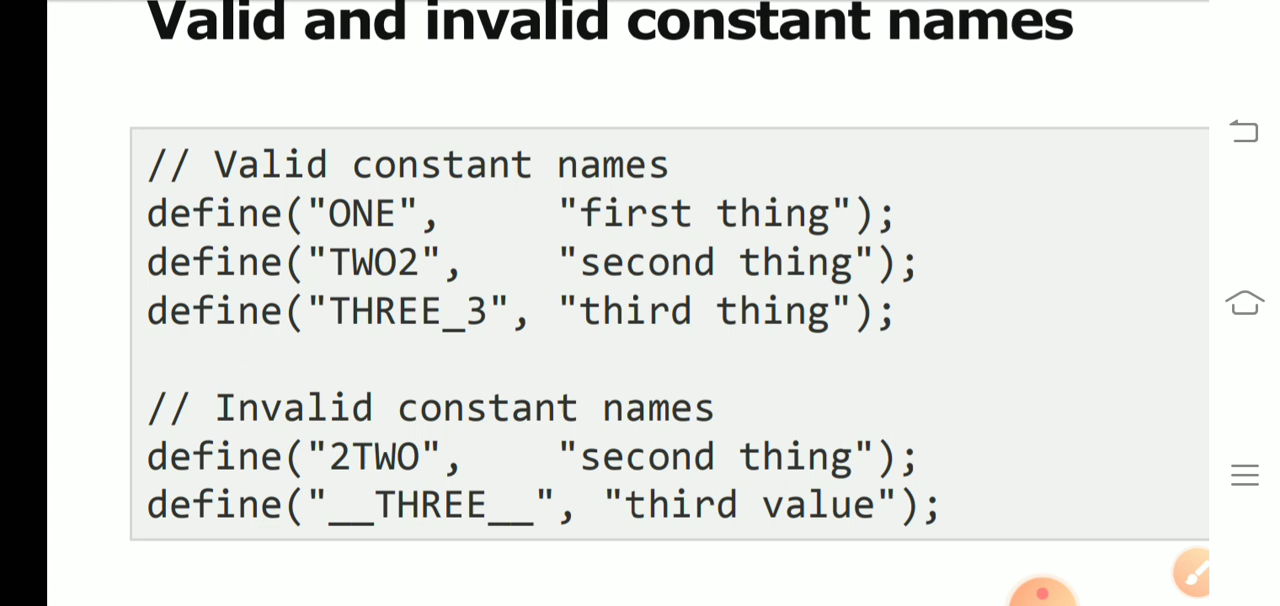 Valid and invalid constant names
// Valid constant names
define("ONE",     "first thing");
define("TWO2",    "second thing");
define("THREE_3", "third thing");
// Invalid constant names
define("2TWO",    "second thing");
define("__THREE__", "third value");